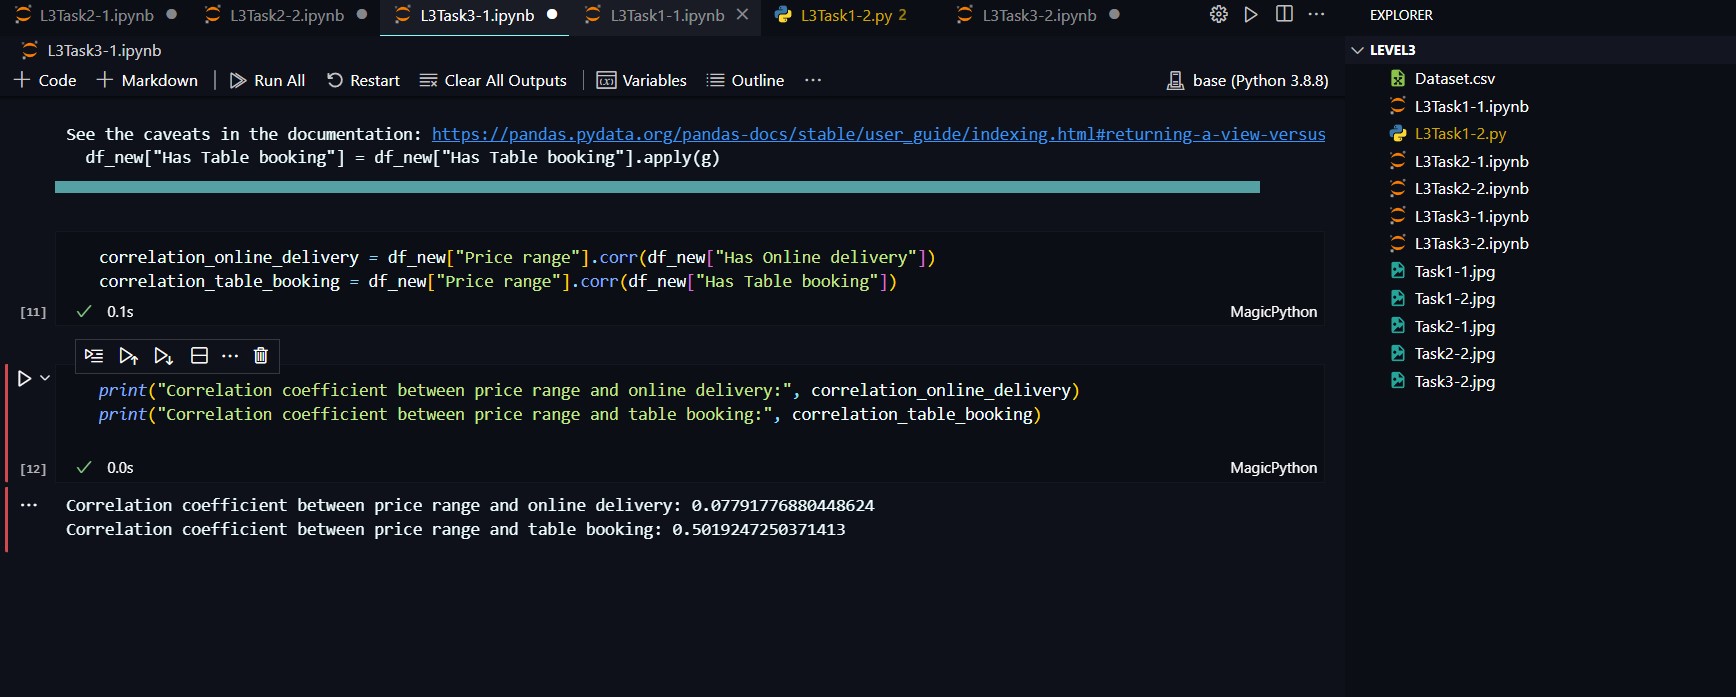 L3Task2-1.ipynb
L3Task2-2.ipynb
L3Task3-1.ipynb
L3Task1-1.ipynb
L3Task1-2.py 2
L3Task3-2.ipynb
L3Task3-1.ipynb
Code
Markdown
Run All
Restart
Clear All Outputs
Variables
Outline
base (Python 3.8.8)
See the caveats in the documentation: https://pandas.pydata.org/pandas-docs/stable/user_guide/indexing.html#returning-a-view-versus
df_new["Has Table booking"] = df_new["Has Table booking"].apply(g)
correlation_online_delivery = df_new["Price range"].corr(df_new["Has Online delivery"])
correlation_table_booking = df_new["Price range"].corr(df_new["Has Table booking"])
[11]
0.1s
MagicPython
print("Correlation coefficient between price range and online delivery:", correlation_online_delivery)
print("Correlation coefficient between price range and table booking:", correlation_table_booking)
[12]
0.0s
MagicPython
Correlation coefficient between price range and online delivery: 0.07791776880448624
Correlation coefficient between price range and table booking: 0.5019247250371413
EXPLORER
LEVEL3
Dataset.csv
L3Task1-1.ipynb
L3Task1-2.py
L3Task2-1.ipynb
L3Task2-2.ipynb
L3Task3-1.ipynb
L3Task3-2.ipynb
Task1-1.jpg
Task1-2.jpg
Task2-1.jpg
Task2-2.jpg
Task3-2.jpg